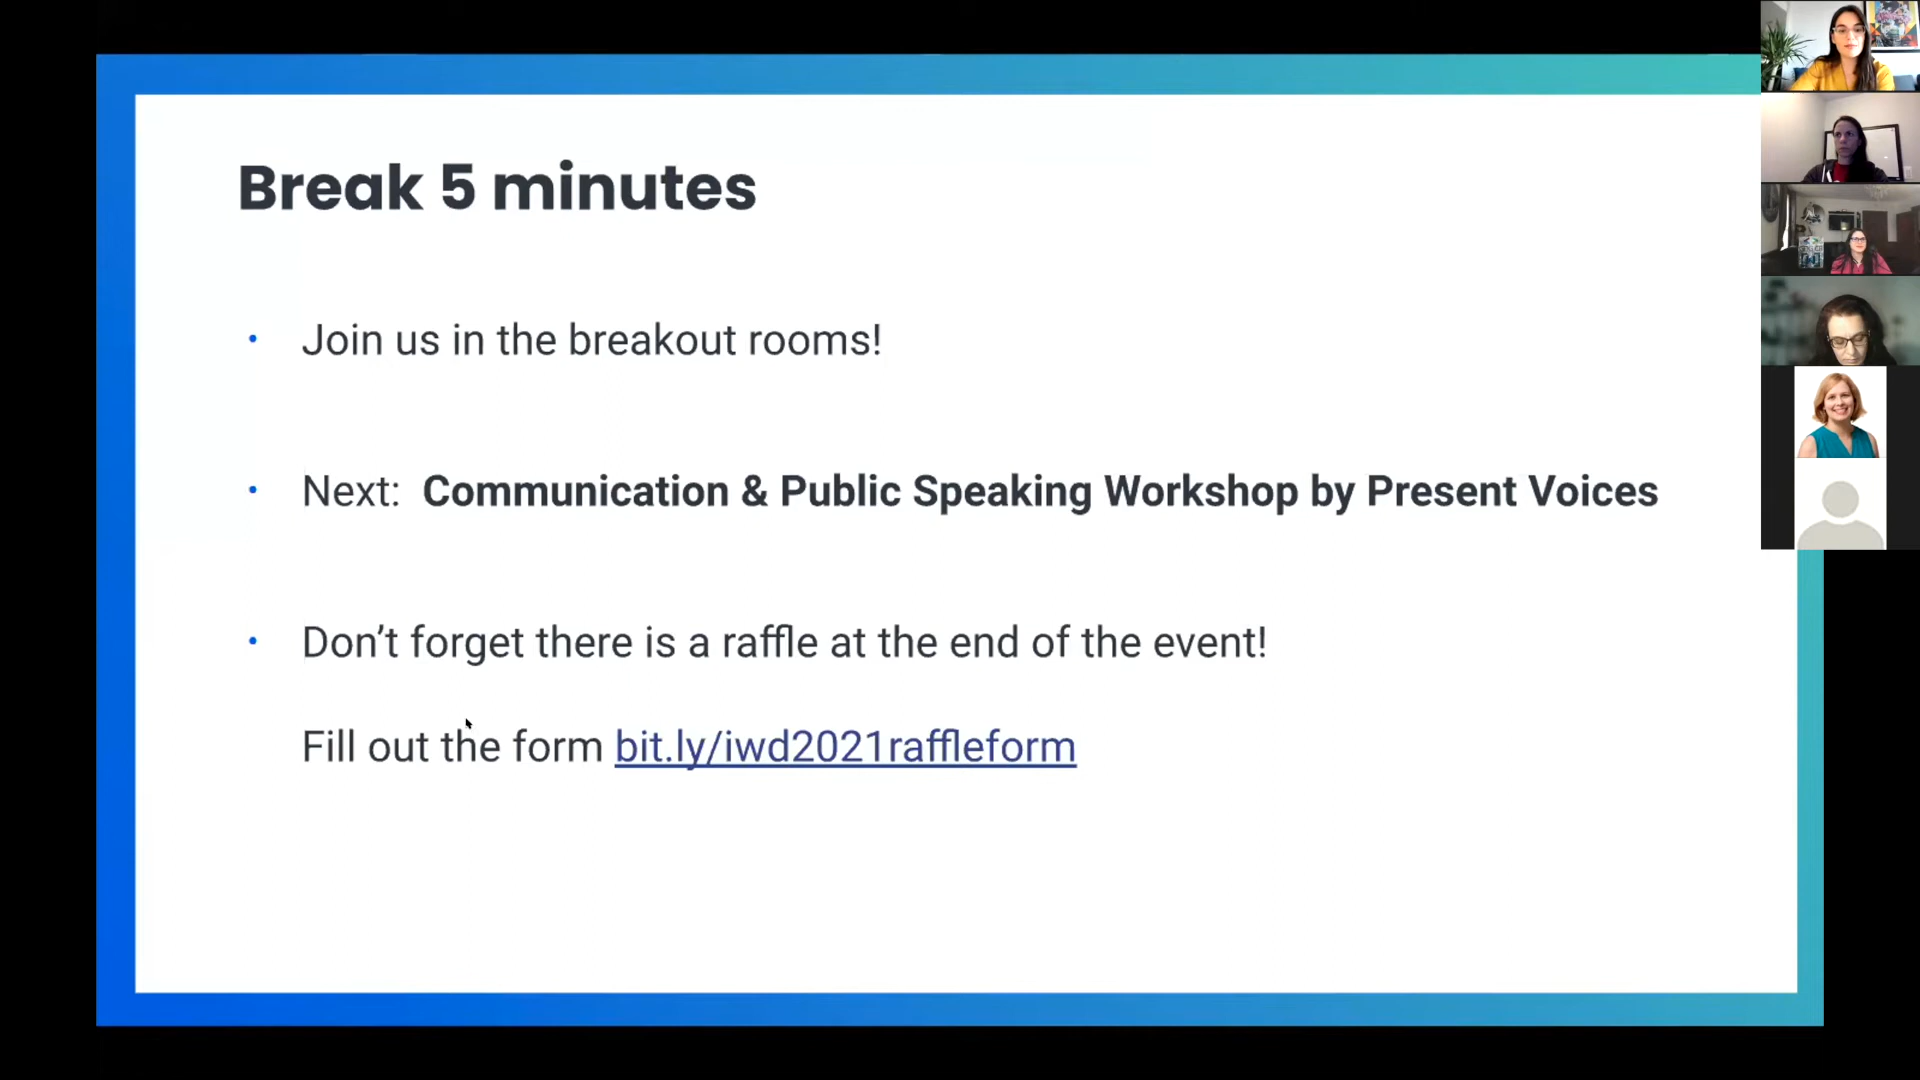 Break 5 minutes
• Join us in the breakout rooms!
• Next: Communication & Public Speaking Workshop by Present Voices
• Don’t forget there is a raffle at the end of the event!
Fill out the form bit.ly/iwd2021raffleform